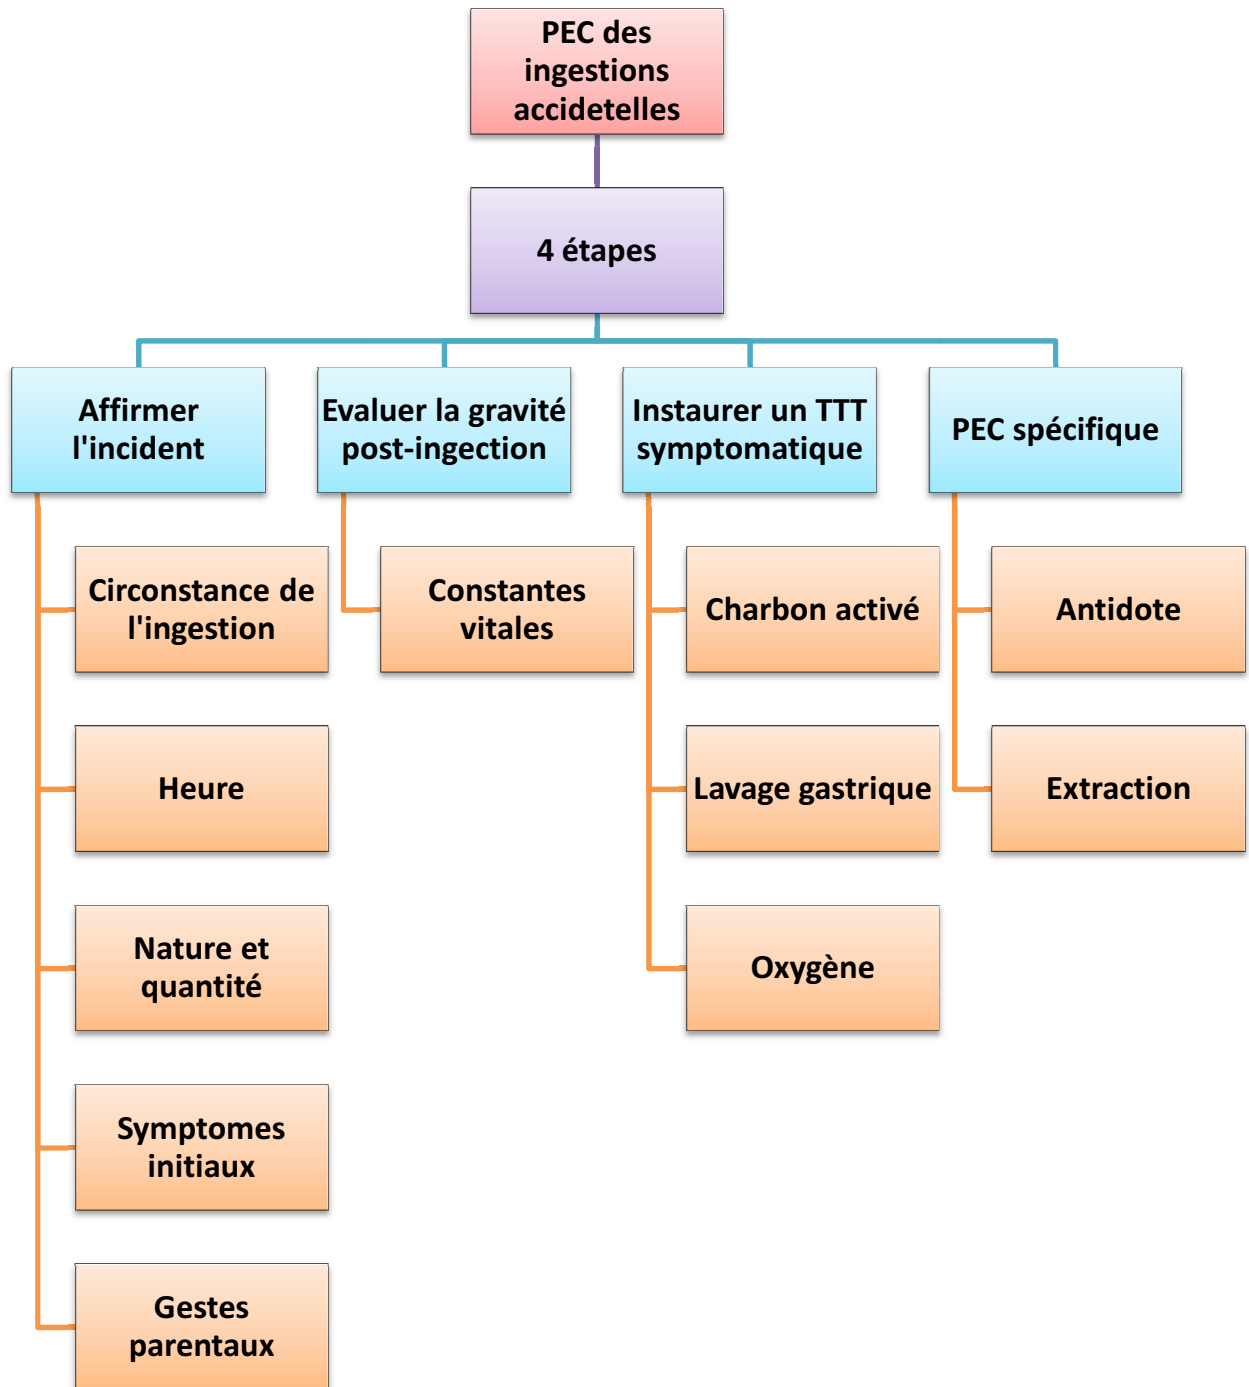 PEC des
ingestions
accidetelles
4 étapes
Affirmer
l'incident
Evaluer la gravité
post-ingection
Instaurer un TTT
symptomatique
PEC spécifique
Circonstance de
l'ingestion
Constantes
vitales
Charbon activé
Antidote
Heure
Lavage gastrique
Extraction
Nature et
quantité
Oxygène
Symptomes
initiaux
Gestes
parentaux